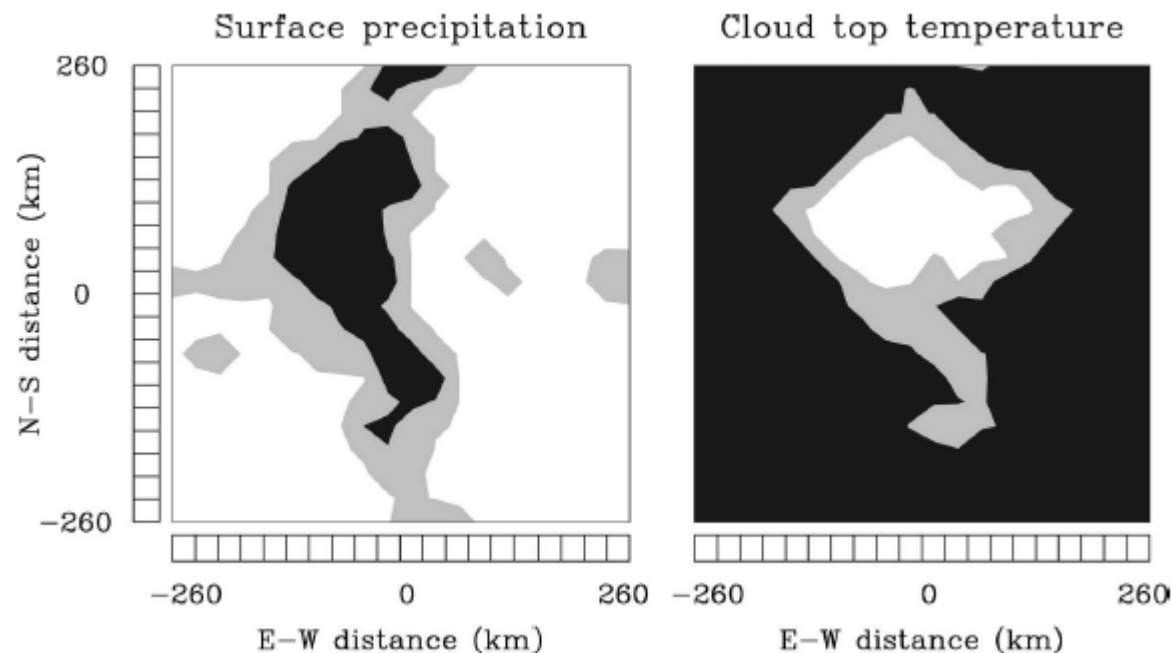 Surface precipitation
Cloud top temperature
260
N-S distance (km)
0
-260
-260 0 260
-260 0 260
E-W distance (km)
E-W distance (km)